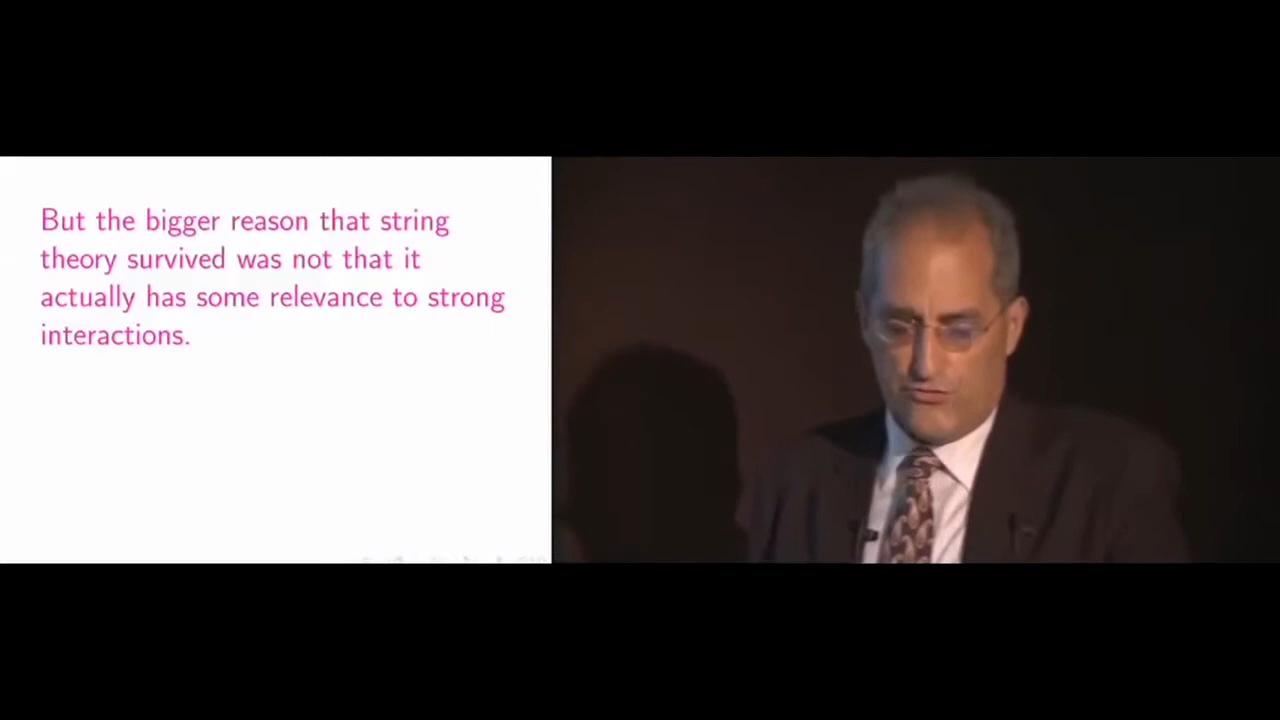 But the bigger reason that string
theory survived was not that it
actually has some relevance to strong
interactions.